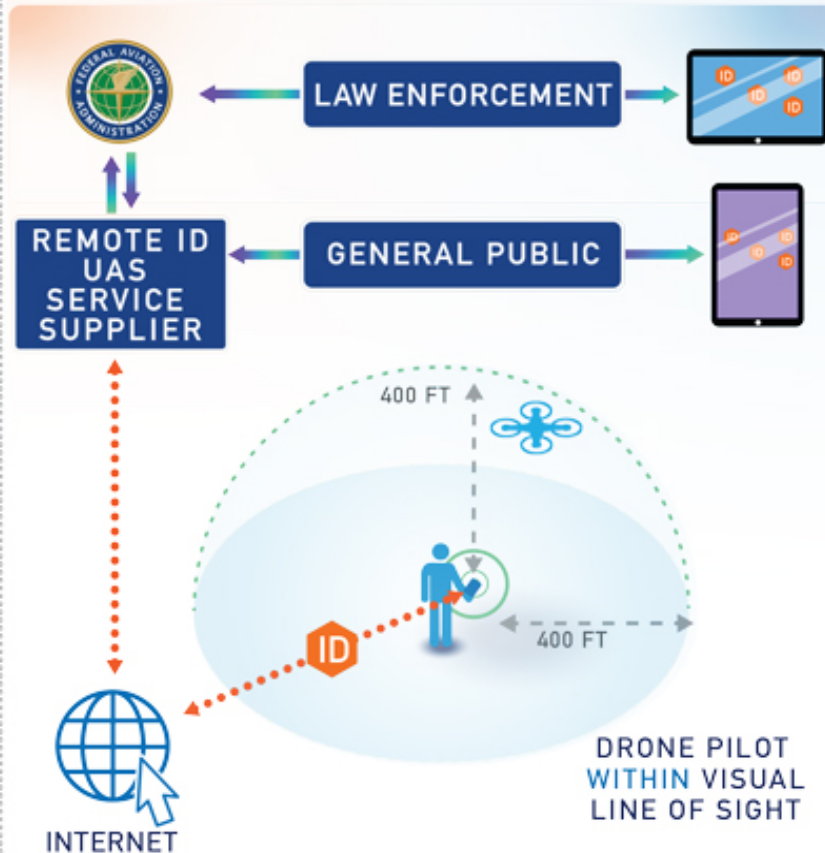 FEDERAL AVIATION
ADMINISTRATION
LAW ENFORCEMENT
ID
ID
ID
ID
REMOTE ID
UAS
SERVICE
SUPPLIER
GENERAL PUBLIC
ID
ID
ID
ID
400 FT
400 FT
ID
DRONE PILOT
WITHIN VISUAL
LINE OF SIGHT
INTERNET